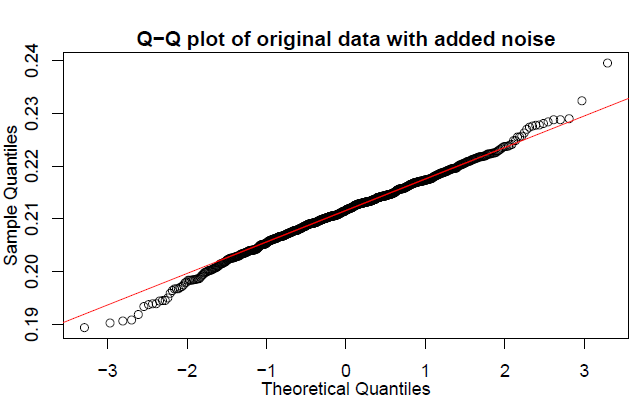 Q−Q plot of original data with added noise
Sample Quantiles
0.24
0.23
0.22
0.21
0.20
0.19
−3 −2 −1 0 1 2 3
Theoretical Quantiles